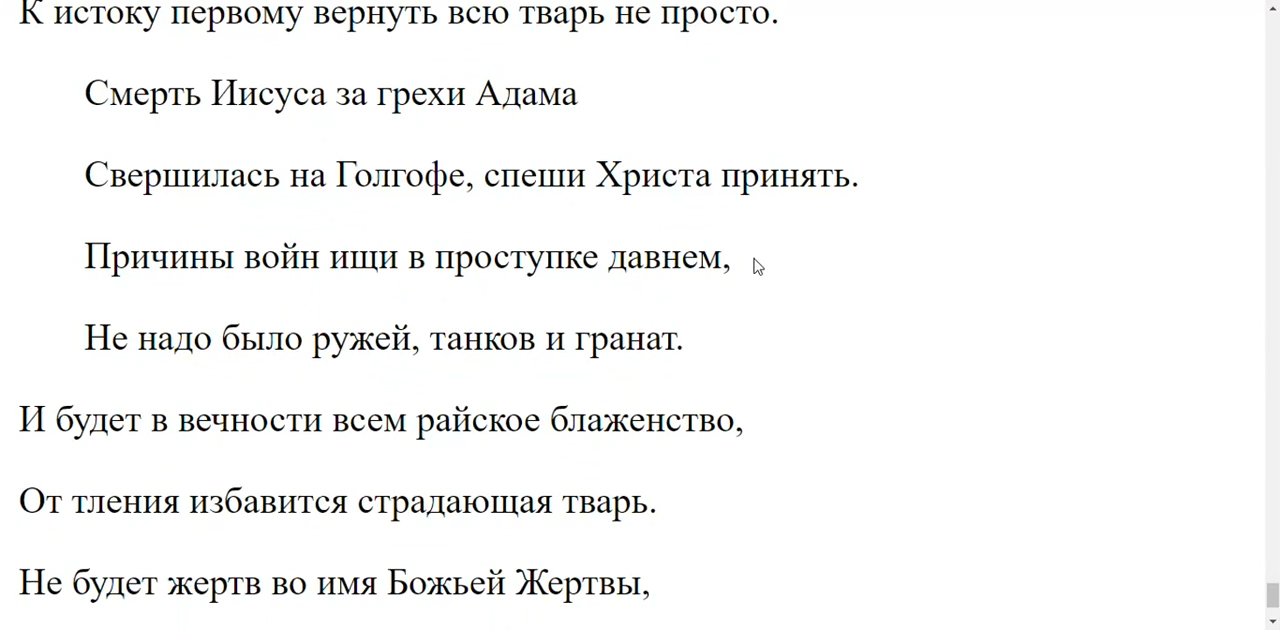 К истоку первому вернуть всю тварь не просто.
Смерть Иисуса за грехи Адама
Свершилась на Голгофе, спеши Христа принять.
Причины войн ищи в проступке давнем,
Не надо было ружей, танков и гранат.
И будет в вечности всем райское блаженство,
От тления избавится страдающая тварь.
Не будет жертв во имя Божьей Жертвы,